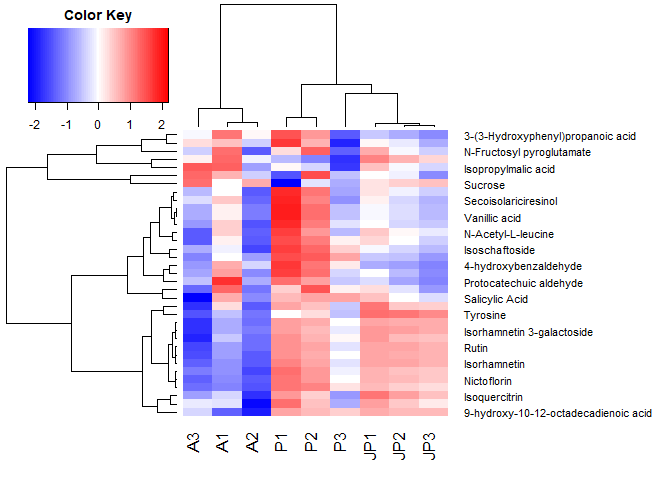 Color Key
-2 -1 0 1 2
3-(3-Hydroxyphenyl)propanoic acid
N-Fructosyl pyroglutamate
Isopropylmalic acid
Sucrose
Secoisolariciresinol
Vanillic acid
N-Acetyl-L-leucine
Isoschaftoside
4-hydroxybenzaldehyde
Protocatechuic aldehyde
Salicylic Acid
Tyrosine
Isorhamnetin 3-galactoside
Rutin
Isorhamnetin
Nictoflorin
Isoquercitrin
9-hydroxy-10-12-octadecadienoic acid
A3 A1 A2 P1 P2 P3 JP1 JP2 JP3